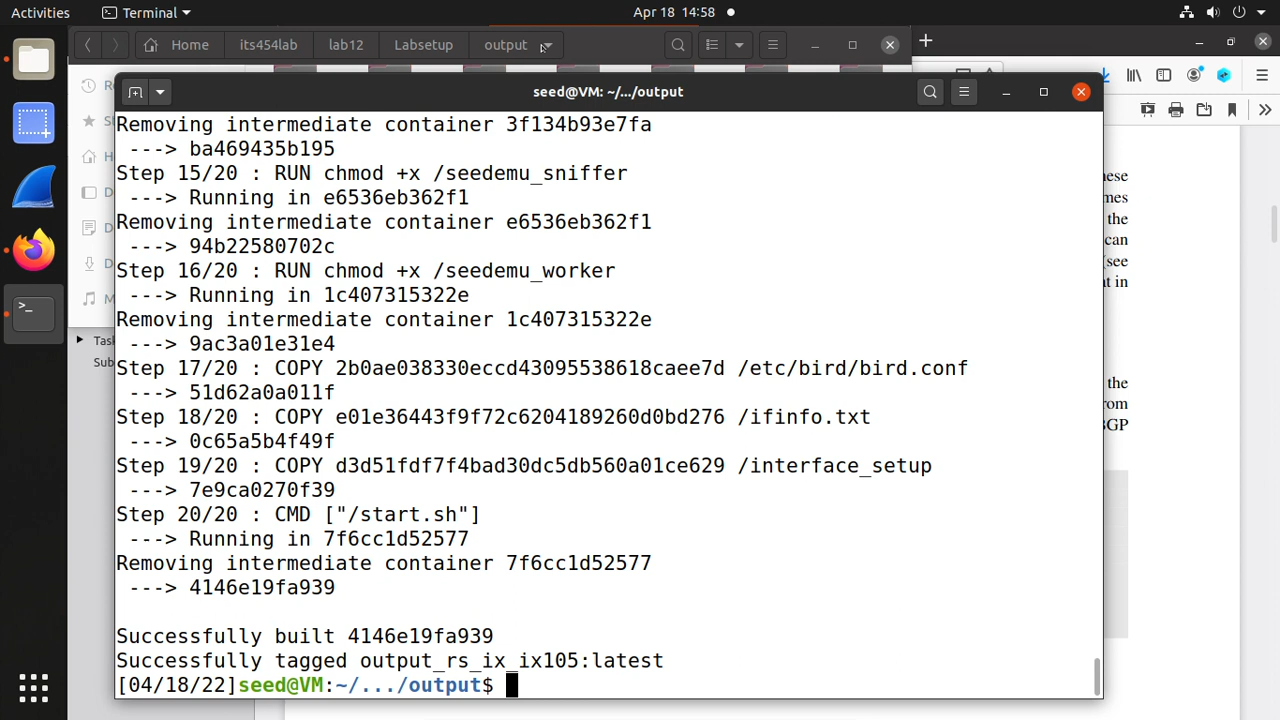 Activities
Terminal
Apr 18 14:58
Home
its454lab
lab12
Labsetup
output
seed@VM: ~/.../output
Removing intermediate container 3f134b93e7fa
---> ba469435b195
Step 15/20 : RUN chmod +x /seedemu_sniffer
---> Running in e6536eb362f1
Removing intermediate container e6536eb362f1
---> 94b22580702c
Step 16/20 : RUN chmod +x /seedemu_worker
---> Running in 1c407315322e
Removing intermediate container 1c407315322e
---> 9ac3a01e31e4
Step 17/20 : COPY 2b0ae038330eccd43095538618caee7d /etc/bird/bird.conf
---> 51d62a0a011f
Step 18/20 : COPY e01e36443f9f72c6204189260d0bd276 /ifinfo.txt
---> 0c65a5b4f49f
Step 19/20 : COPY d3d51fdf7f4bad30dc5db560a01ce629 /interface_setup
---> 7e9ca0270f39
Step 20/20 : CMD ["/start.sh"]
---> Running in 7f6cc1d52577
Removing intermediate container 7f6cc1d52577
---> 4146e19fa939
Successfully built 4146e19fa939
Successfully tagged output_rs_ix_ix105:latest
[04/18/22]seed@VM:~/.../output$
the
can
(see
the